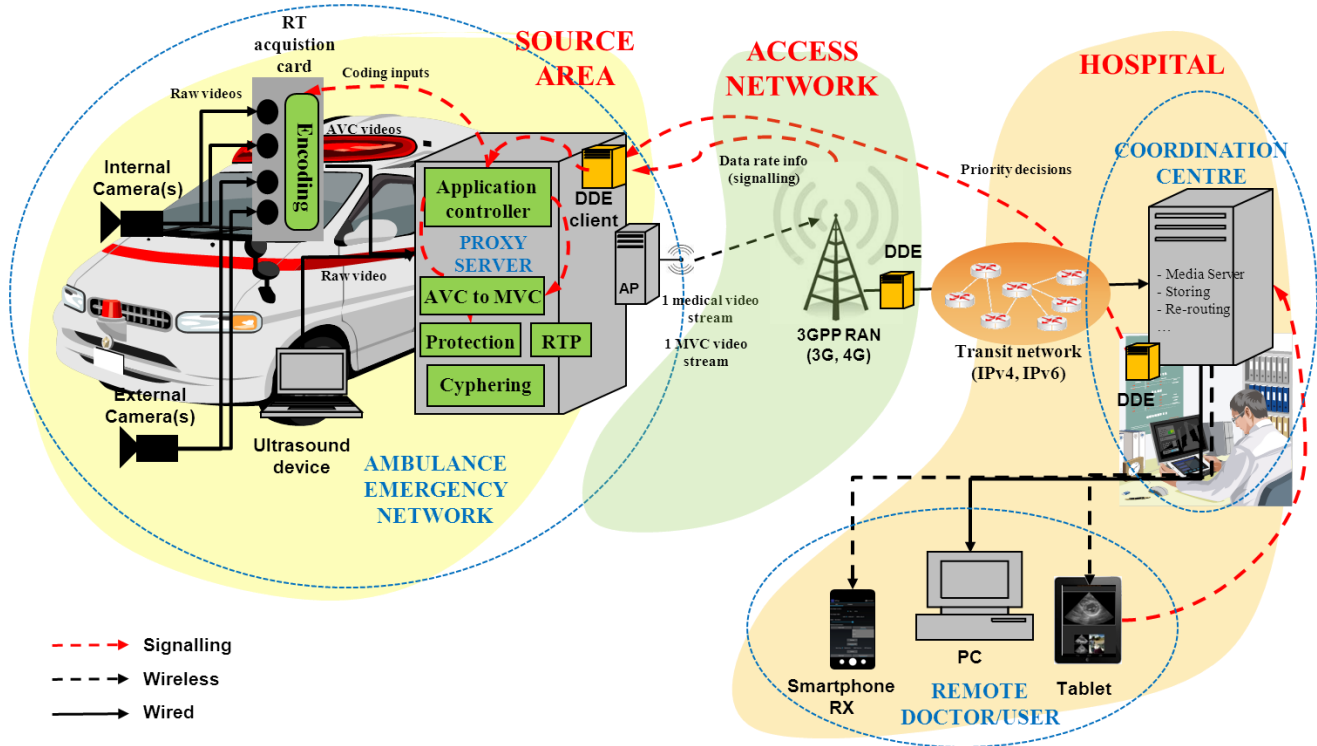 RT
acquistion
card
SOURCE
AREA
ACCESS
NETWORK
HOSPITAL
Coding inputs
Raw videos
AVC videos
Encoding
Internal
Camera(s)
Application
controller
DDE
client
PROXY
SERVER
Raw video
AVC to MVC
Protection
RTP
Cyphering
AP
External
Camera(s)
Ultrasound
device
AMBULANCE
EMERGENCY
NETWORK
Data rate info
(signalling)
1 medical video
stream
1 MVC video
stream
DDE
3GPP RAN
(3G, 4G)
Priority decisions
Transit network
(IPv4, IPv6)
COORDINATION
CENTRE
- Media Server
- Storing
- Re-routing
…
DDE
Smartphone
RX
PC
Tablet
REMOTE
DOCTOR/USER
Signalling
Wireless
Wired